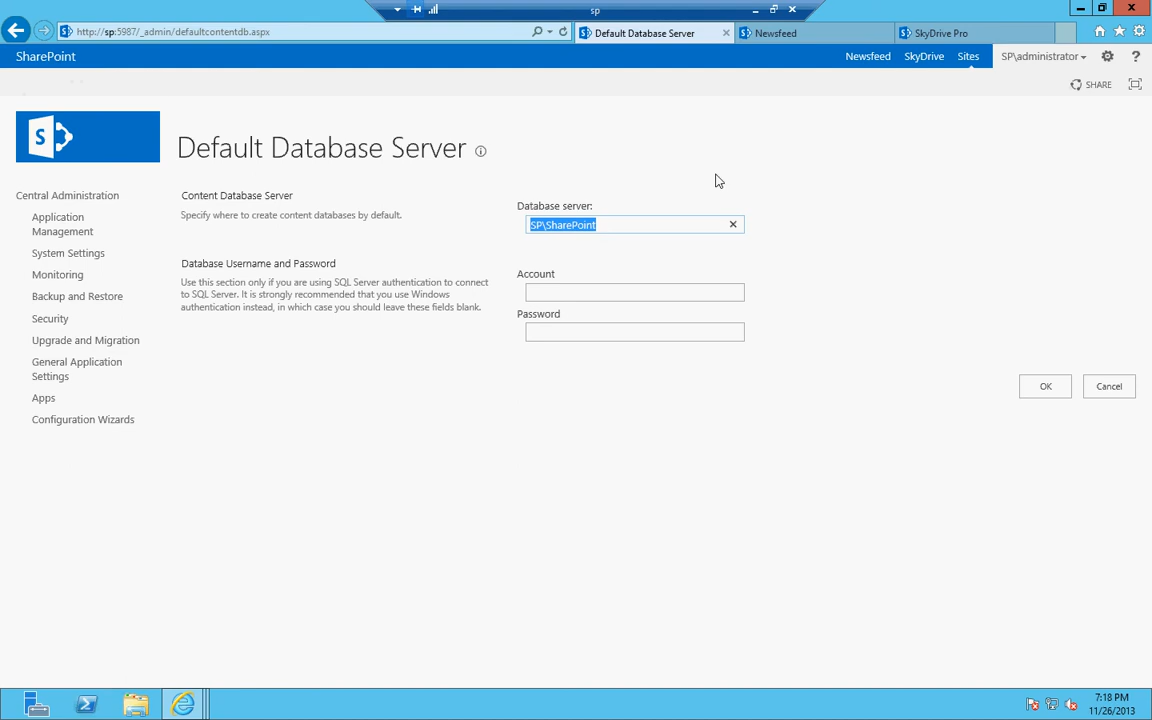 sp
http://sp:5987/_admin/defaultcontentdb.aspx
Default Database Server
Newsfeed
SkyDrive Pro
SharePoint
Newsfeed
SkyDrive
Sites
SP\administrator
?
SHARE
S
Default Database Server
Central Administration
Application
Management
System Settings
Monitoring
Backup and Restore
Security
Upgrade and Migration
General Application
Settings
Apps
Configuration Wizards
Content Database Server
Specify where to create content databases by default.
Database server:
SP\SharePoint
Database Username and Password
Use this section only if you are using SQL Server authentication to connect
to SQL Server. It is strongly recommended that you use Windows
authentication instead, in which case you should leave these fields blank.
Account
Password
OK
Cancel
7:18 PM
11/26/2013